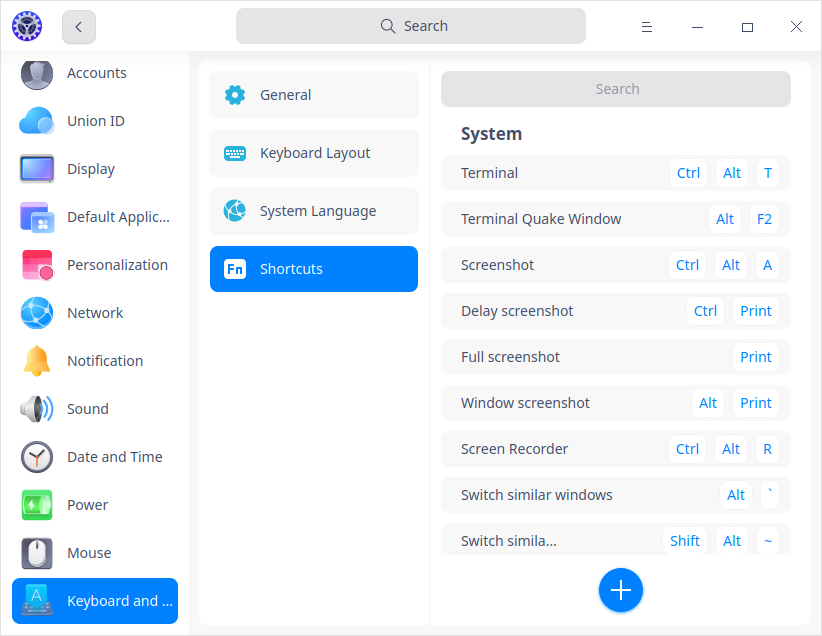 Search
Accounts
Union ID
Display
Default Applic...
Personalization
Network
Notification
Sound
Date and Time
Power
Mouse
A
Keyboard and ...
General
Keyboard Layout
System Language
Fn Shortcuts
Search
System
Terminal Ctrl Alt T
Terminal Quake Window Alt F2
Screenshot Ctrl Alt A
Delay screenshot Ctrl Print
Full screenshot Print
Window screenshot Alt Print
Screen Recorder Ctrl Alt R
Switch similar windows Alt `
Switch simila... Shift Alt ~